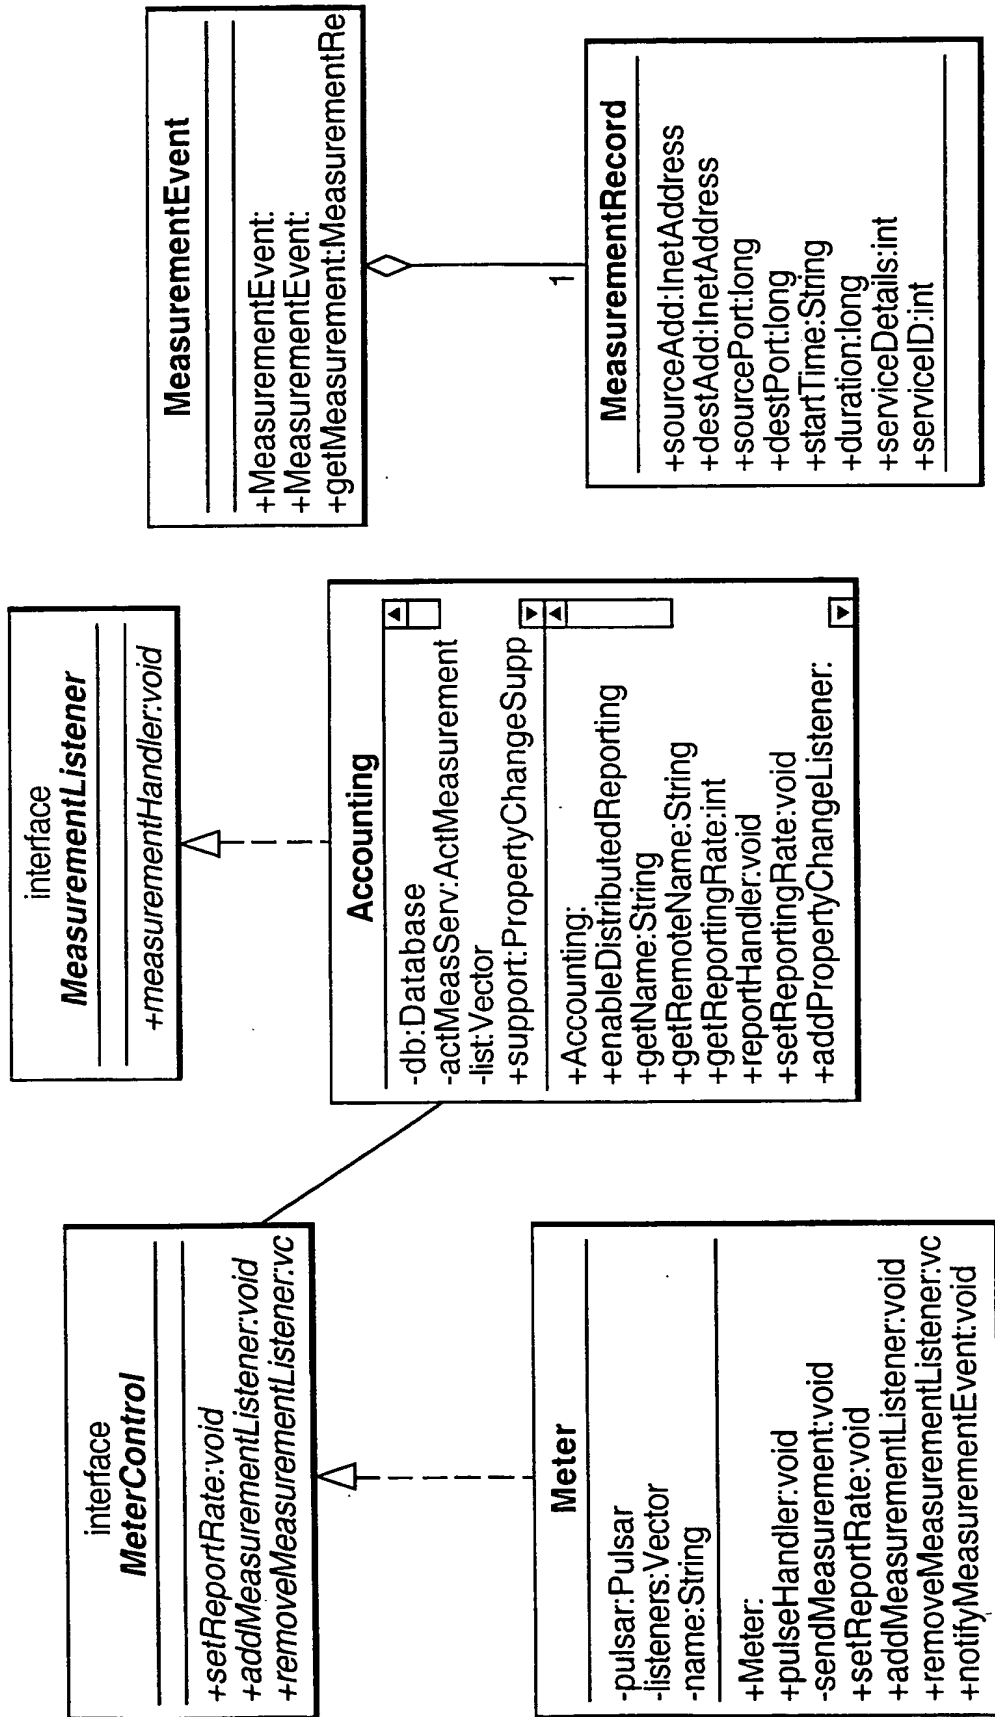 interface
MeterControl
+setReportRate:void
+addMeasurementListener:void
+removeMeasurementListener:vc
Meter
-pulsar:Pulsar
-listeners:Vector
-name:String
+Meter:
+pulseHandler:void
-sendMeasurement:void
+setReportRate:void
+addMeasurementListener:void
+removeMeasurementListener:vc
+notifyMeasurementEvent:void
interface
MeasurementListener
+measurementHandler:void
Accounting
-db:Database
-actMeasServ:ActMeasurement
-list:Vector
+support:PropertyChangeSupp
+Accounting:
+enableDistributedReporting
+getName:String
+getRemoteName:String
+getReportingRate:int
+reportHandler:void
+setReportingRate:void
+addPropertyChangeListener:
MeasurementEvent
+MeasurementEvent:
+MeasurementEvent:
+getMeasurement:MeasurementRe
1
MeasurementRecord
+sourceAdd:InetAddress
+destAdd:InetAddress
+sourcePort:long
+destPort:long
+startTime:String
+duration:long
+serviceDetails:int
+serviceID:int